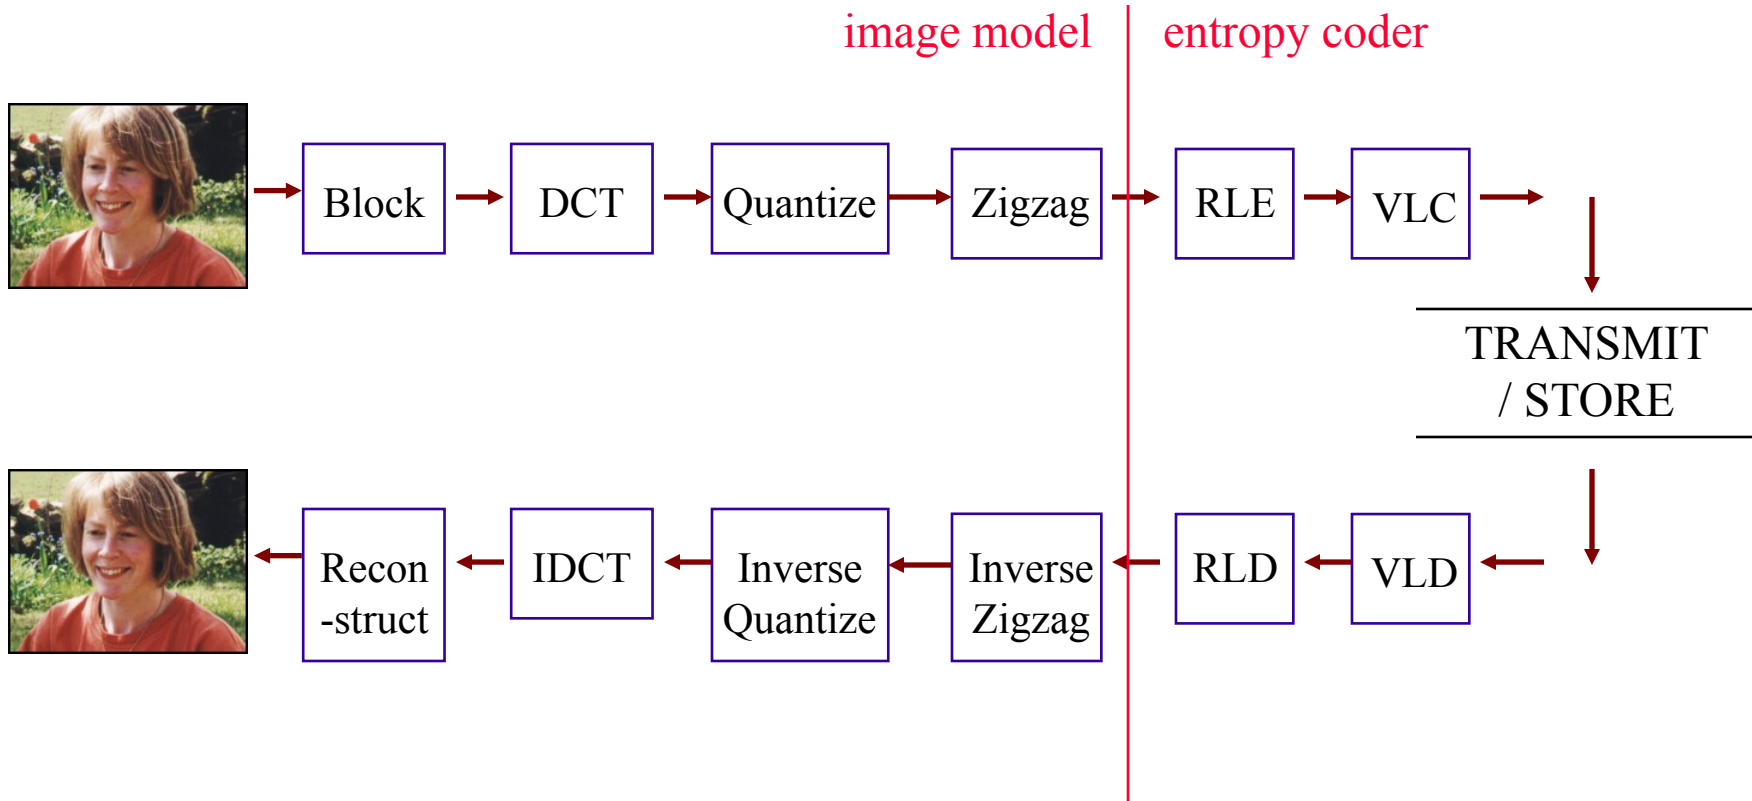 image model
entropy coder
Block
DCT
Quantize
Zigzag
RLE
VLC
TRANSMIT
/ STORE
Recon
-struct
IDCT
Inverse
Quantize
Inverse
Zigzag
RLD
VLD